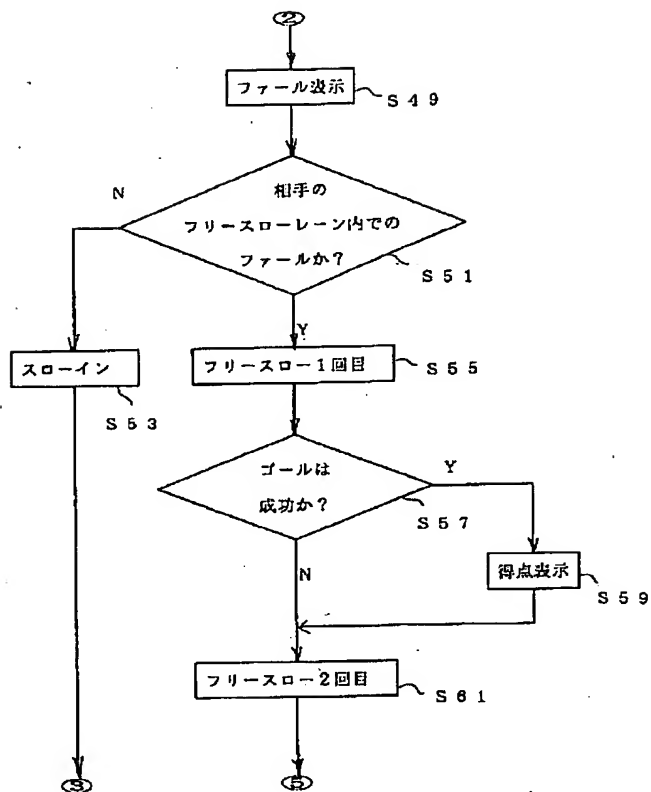 ②
ファール表示
S49
N
相手の
フリースローレーン内での
ファールか?
S51
Y
スローイン
S53
フリースロー1回目
S55
ゴールは
成功か?
Y
S57
N
得点表示
S59
フリースロー2回目
S61
③
⑤